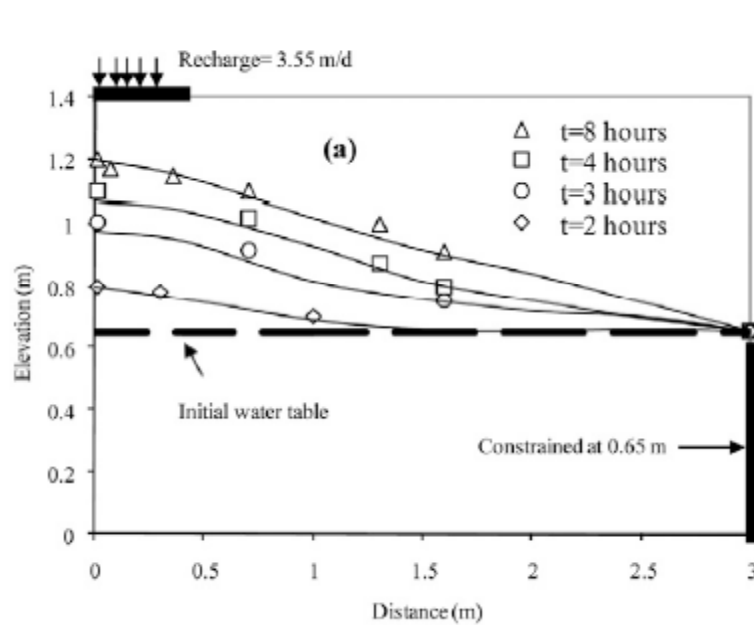 Recharge= 3.55 m/d
1.4
(a)
t=8 hours
1.2
t=4 hours
t=3 hours
1
t=2 hours
0.8
Elevation (m)
0.6
Initial water table
0.4
Constrained at 0.65 m
0.2
0
0 0.5 1 1.5 2 2.5 3
Distance (m)